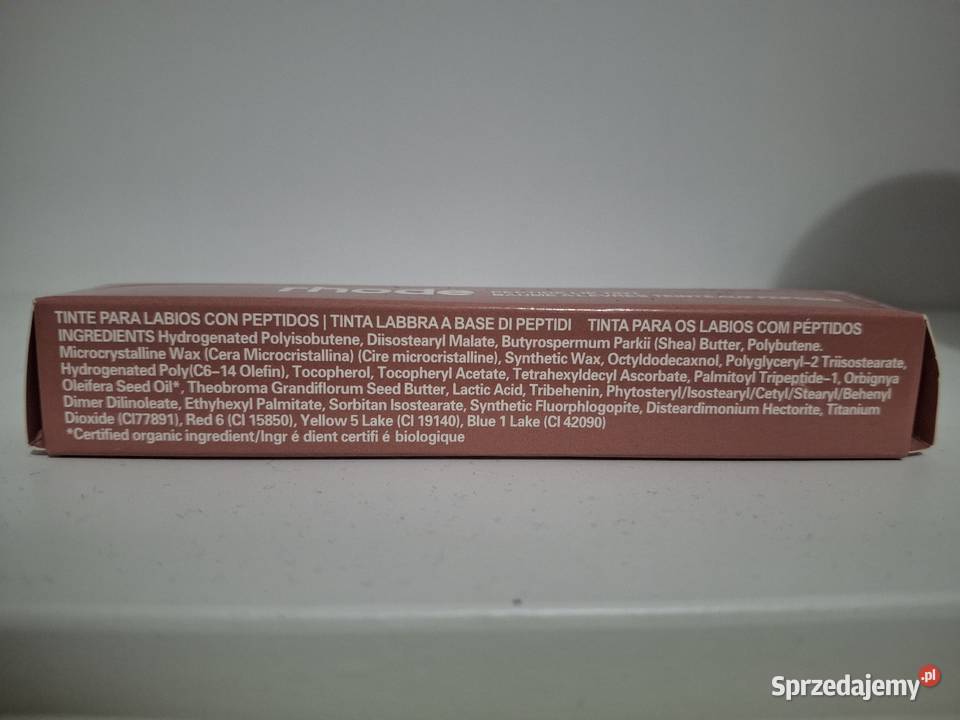 rhode
TINTE PARA LABIOS CON PEPTIDOS | TINTA LABBRA A BASE DI PEPTIDI TINTA PARA OS LABIOS COM PÉPTIDOS
INGREDIENTS Hydrogenated Polyisobutene, Diisostearyl Malate, Butyrospermum Parkii (Shea) Butter, Polybutene.
Microcrystalline Wax (Cera Microcristallina) (Cire microcristalline), Synthetic Wax, Octyldodecaxnol, Polyglyceryl-2 Triisostearate,
Hydrogenated Poly(C6-14 Olefin), Tocopherol, Tocopheryl Acetate, Tetrahexyldecyl Ascorbate, Palmitoyl Tripeptide-1, Orbignya
Oleifera Seed Oil*, Theobroma Grandiflorum Seed Butter, Lactic Acid, Tribehenin, Phytosteryl/Isostearyl/Cetyl/Stearyl/Behenyl
Dimer Dilinoleate, Ethyhexyl Palmitate, Sorbitan Isostearate, Synthetic Fluorphlogopite, Disteardimonium Hectorite, Titanium
Dioxide (CI77891), Red 6 (CI 15850), Yellow 5 Lake (CI 19140), Blue 1 Lake (CI 42090)
*Certified organic ingredient/Ingr é dient certifi é biologique
Sprzedajemy.pl